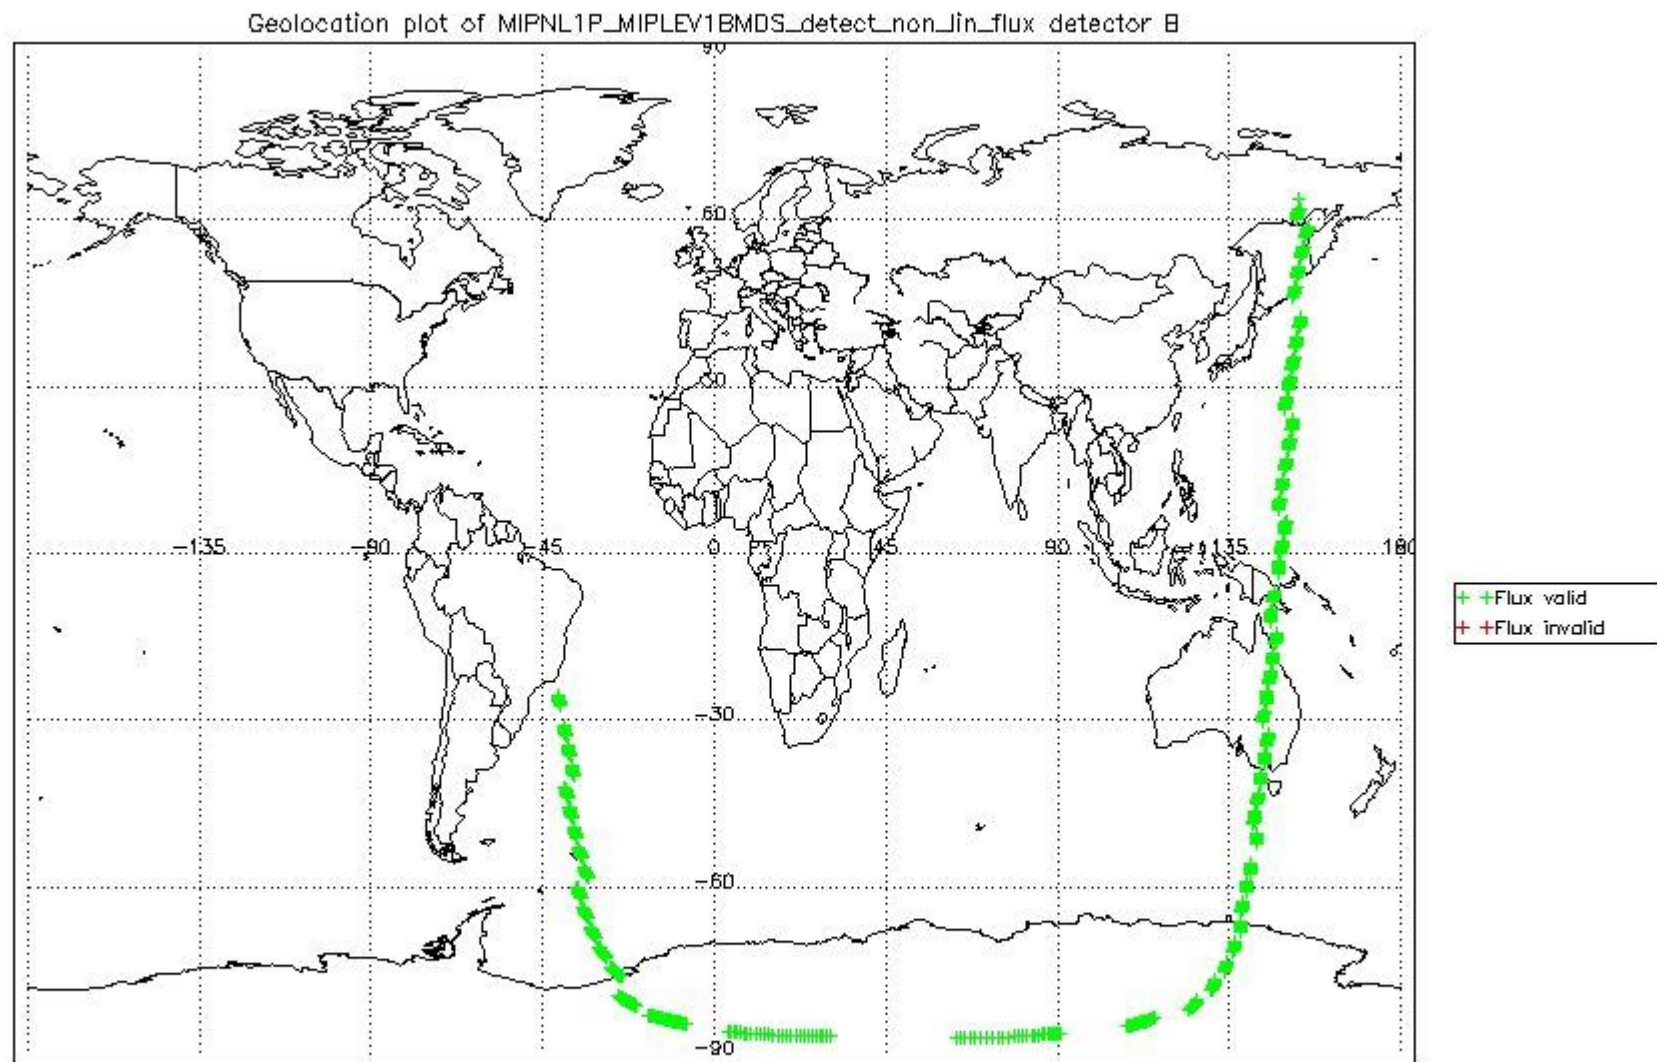 Geolocation plot of MIPNL1P_MIPLEV1BMDS_detect_non_lin_flux detector B
90
60
30
-135 -90 -45 0 45 90 135 180
-30
-60
-90
+ +Flux valid
+ +Flux invalid